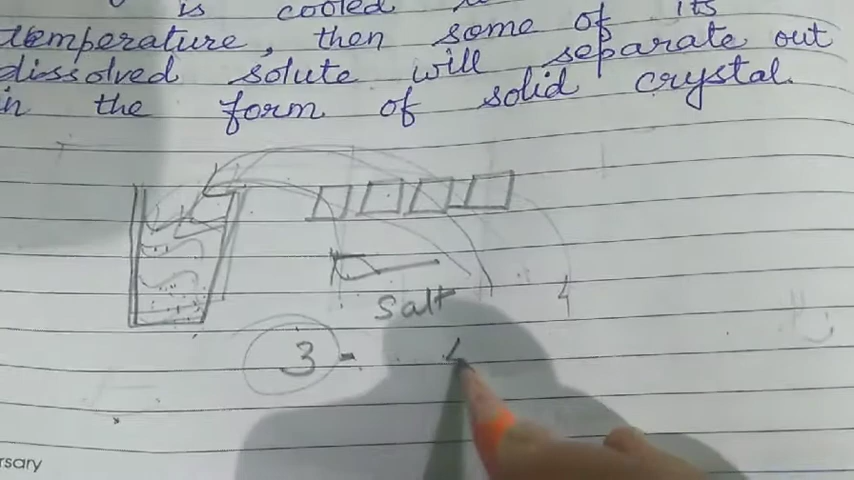 is cooled
temperature, then some of its
dissolved solute will separate out
in the form of solid crystal.
salt
4
3 -
rsary